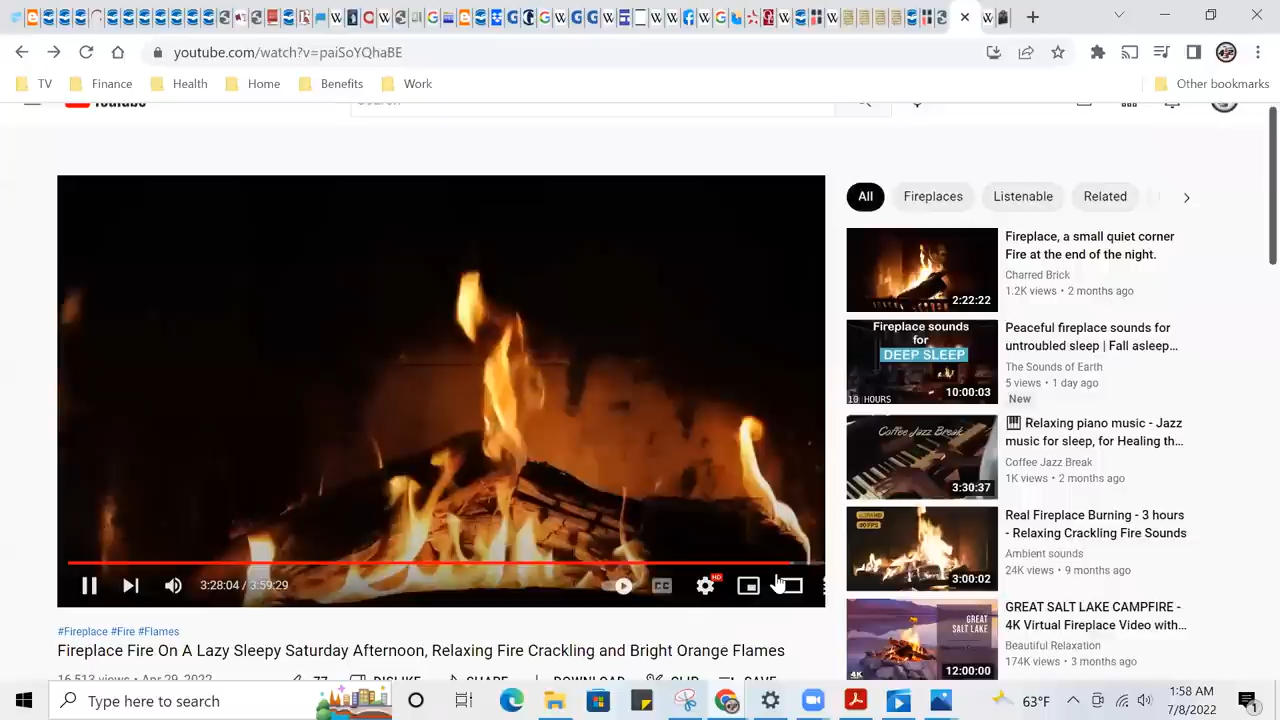 youtube.com/watch?v=paiSoYQhaBE
TV Finance Health Home Benefits Work Other bookmarks
All Fireplaces Listenable Related
Fireplace, a small quiet corner
Fire at the end of the night.
Charred Brick
1.2K views • 2 months ago
2:22:22
Fireplace sounds
for
DEEP SLEEP
10 HOURS
10:00:03
Peaceful fireplace sounds for
untroubled sleep | Fall asleep…
The Sounds of Earth
5 views • 1 day ago
New
Coffee Jazz Break
3:30:37
Relaxing piano music - Jazz
music for sleep, for Healing th…
Coffee Jazz Break
1K views • 2 months ago
3:00:02
Real Fireplace Burning - 3 hours
- Relaxing Crackling Fire Sounds
Ambient sounds
24K views • 9 months ago
GREAT
SALT LAKE
4K
12:00:00
GREAT SALT LAKE CAMPFIRE -
4K Virtual Fireplace Video with…
Beautiful Relaxation
174K views • 3 months ago
3:28:04 / 3:59:29
CC
HD
#Fireplace #Fire #Flames
Fireplace Fire On A Lazy Sleepy Saturday Afternoon, Relaxing Fire Crackling and Bright Orange Flames
Type here to search
63°F
1:58 AM
7/8/2022
1